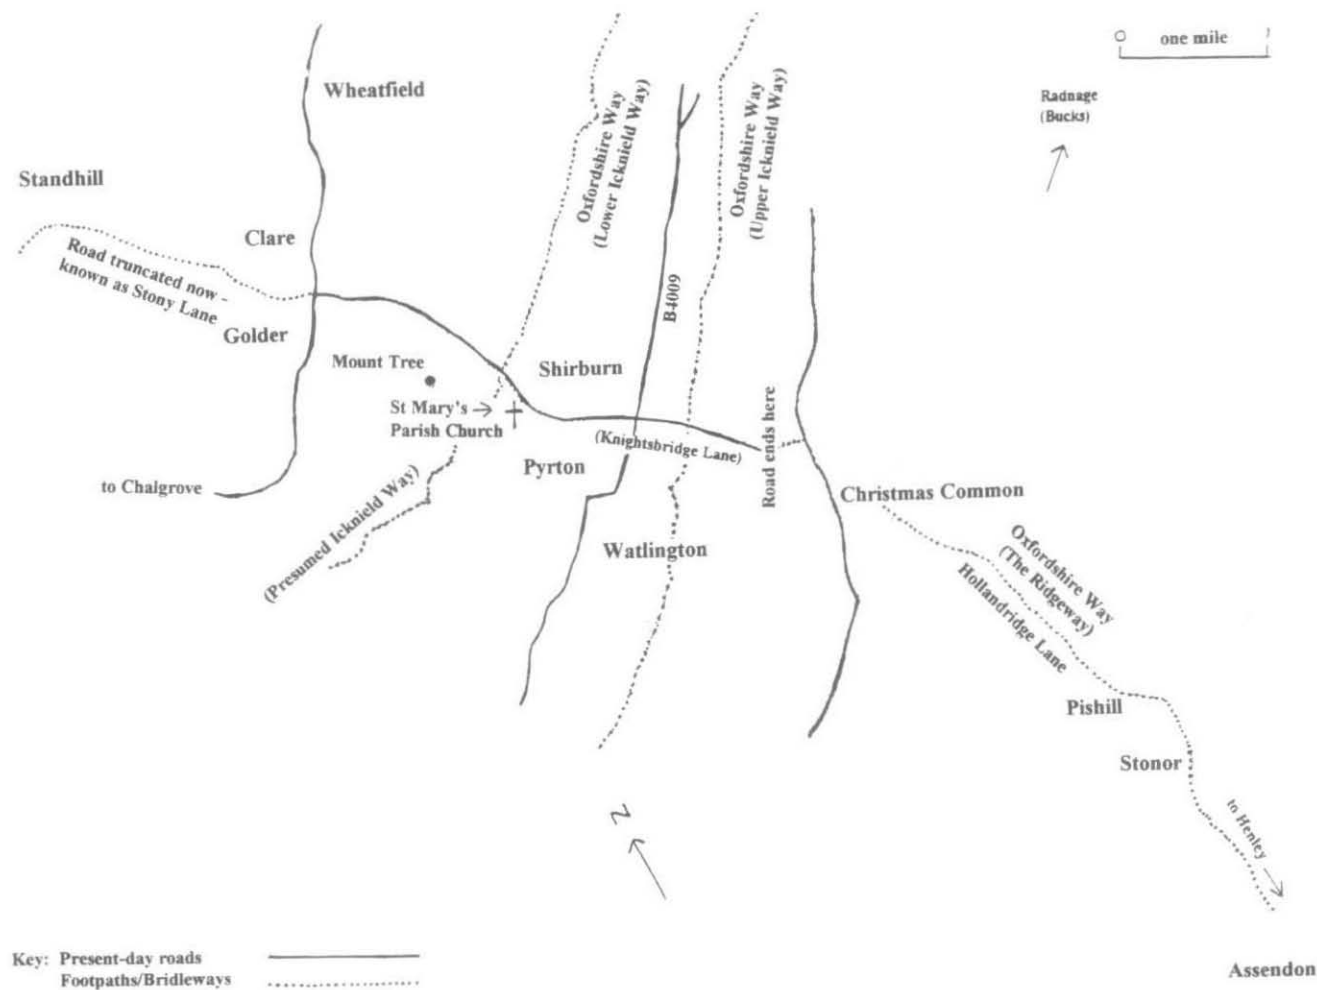 0 one mile 1
Wheatfield
Radnage
(Bucks)
Oxfordshire Way
(Lower Icknield Way)
Oxfordshire Way
(Upper Icknield Way)
Standhill
Clare
Road truncated now -
known as Stony Lane
B4009
Golder
Mount Tree
Shirburn
St Mary's
Parish Church
(Knightsbridge Lane)
Road ends here
Pyrton
to Chalgrove
Christmas Common
(Presumed Icknield Way)
Watlington
Oxfordshire Way
(The Ridgeway)
Hollandridge Lane
Pishill
Stonor
N
to Henley
Key: Present-day roads
Footpaths/Bridleways
Assendon